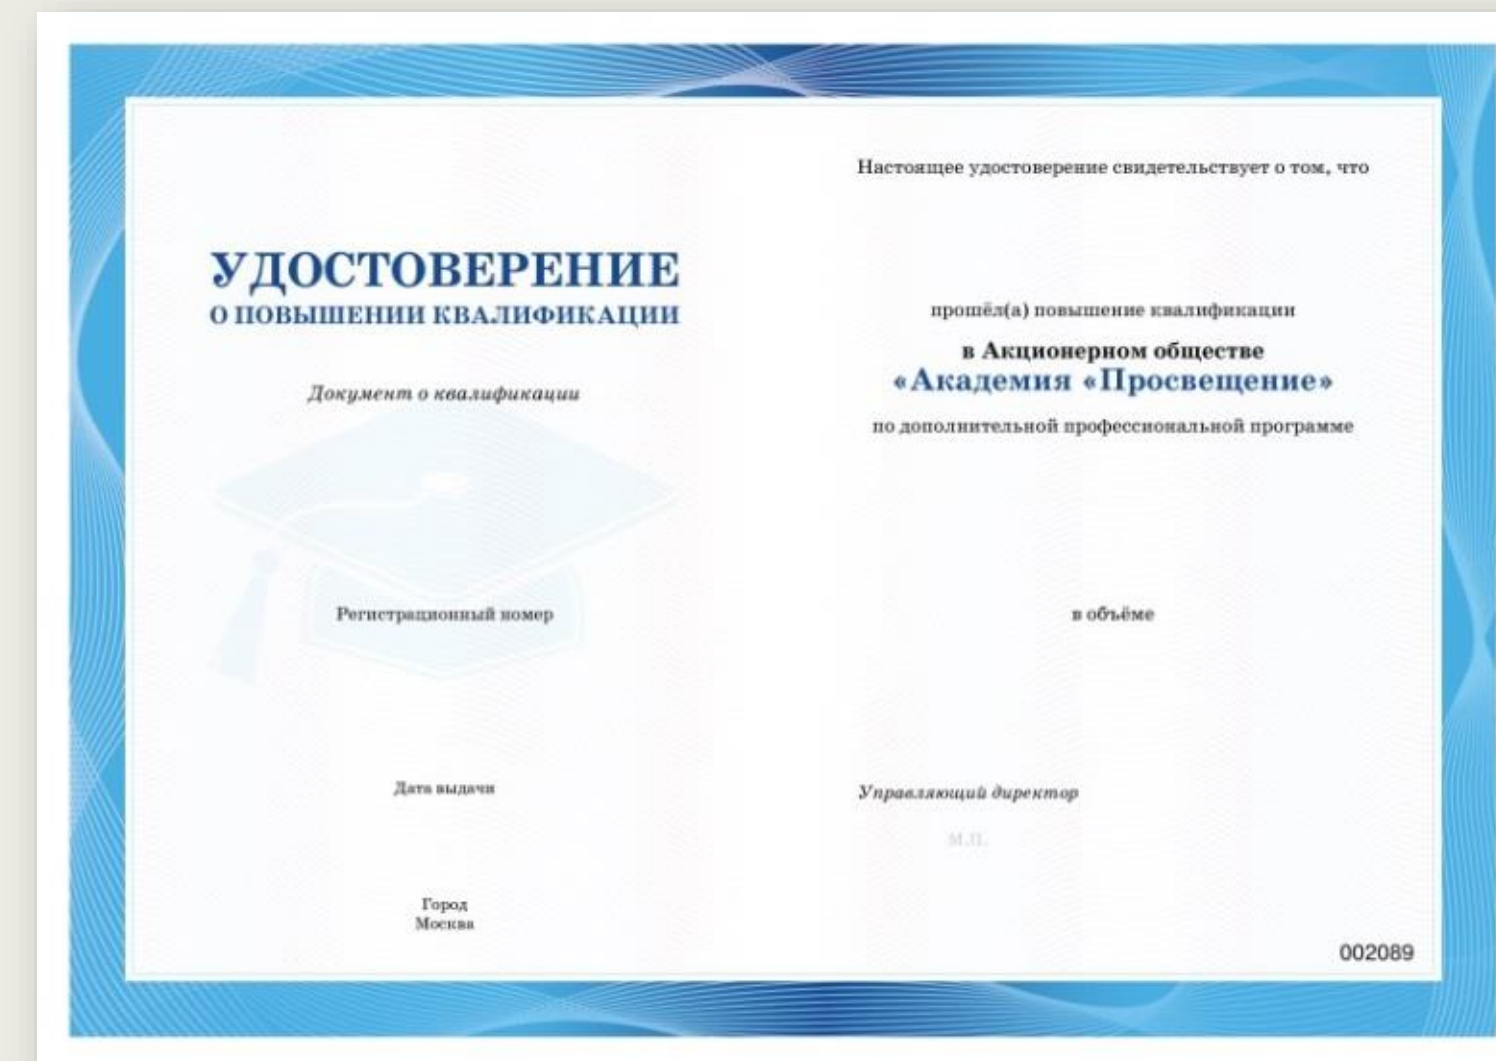 УДОСТОВЕРЕНИЕ
О ПОВЫШЕНИИ КВАЛИФИКАЦИИ
Документ о квалификации
Регистрационный номер
Дата выдачи
Город
Москва
Настоящее удостоверение свидетельствует о том, что
прошёл(а) повышение квалификации
в Акционерном обществе
«Академия «Просвещение»
по дополнительной профессиональной программе
в объёме
Управляющий директор
М.П.
002089